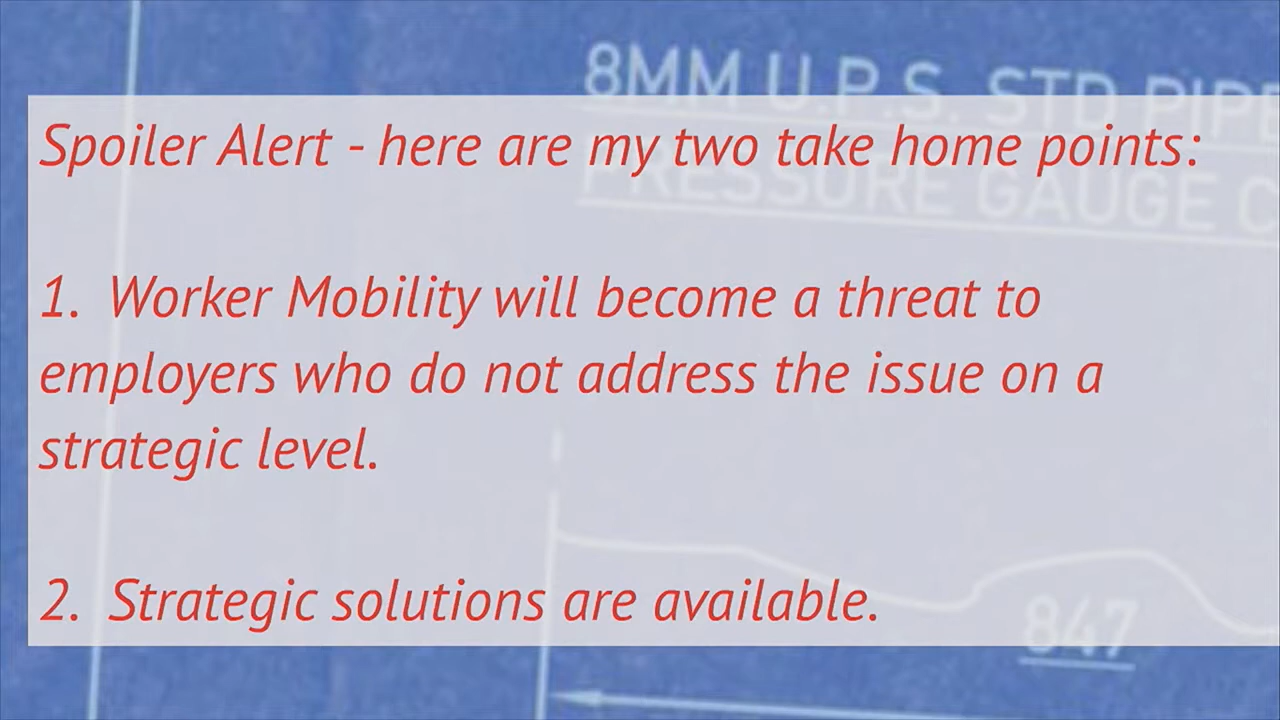 8MM U.P.S. STD PIPE
PRESSURE GAUGE C
Spoiler Alert - here are my two take home points:
1. Worker Mobility will become a threat to
employers who do not address the issue on a
strategic level.
2. Strategic solutions are available.
847